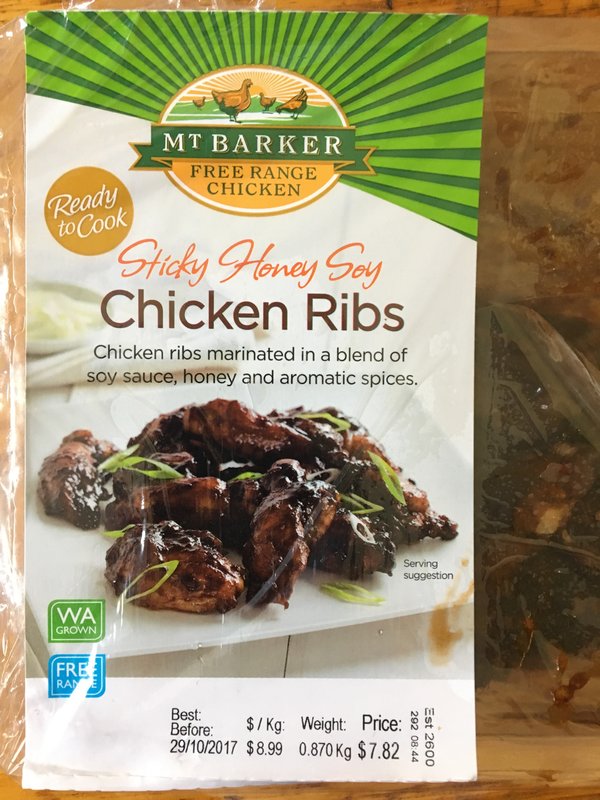 MT BARKER
FREE RANGE
CHICKEN
Ready
to Cook
Sticky Honey Soy
Chicken Ribs
Chicken ribs marinated in a blend of
soy sauce, honey and aromatic spices.
Serving
suggestion
WA
GROWN
FREE
RANGE
Best: $ / Kg: Weight: Price:
Before:
29/10/2017 $8.99 0.870 Kg $7.82
Est 2600
292 08:44